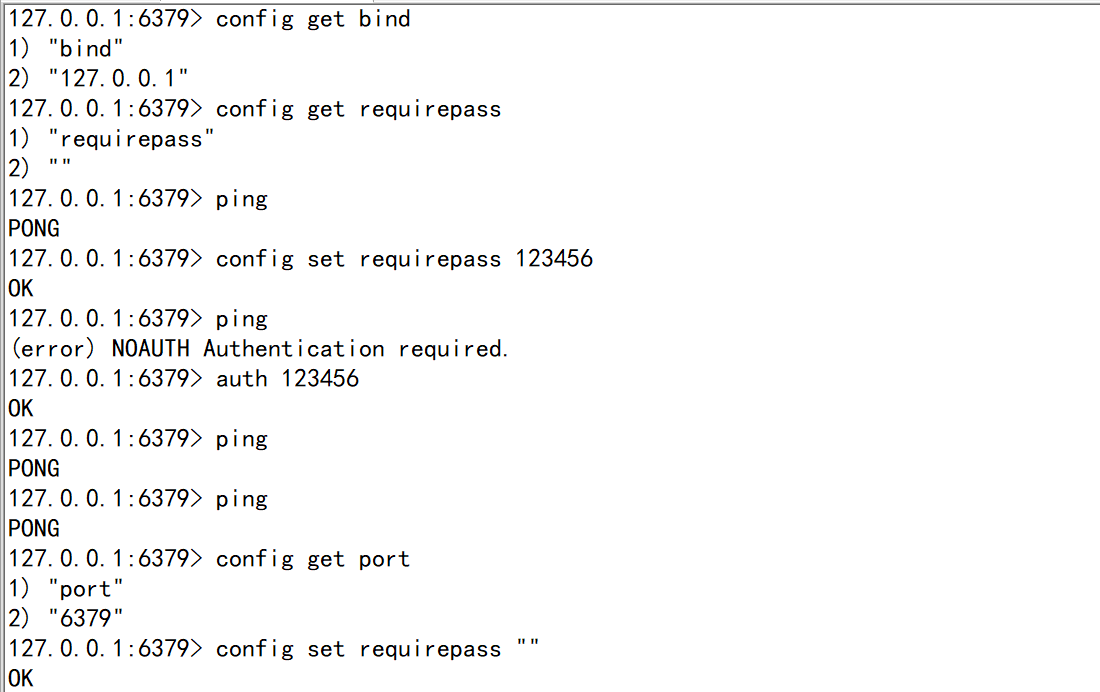 127.0.0.1:6379> config get bind
1) "bind"
2) "127.0.0.1"
127.0.0.1:6379> config get requirepass
1) "requirepass"
2) ""
127.0.0.1:6379> ping
PONG
127.0.0.1:6379> config set requirepass 123456
OK
127.0.0.1:6379> ping
(error) NOAUTH Authentication required.
127.0.0.1:6379> auth 123456
OK
127.0.0.1:6379> ping
PONG
127.0.0.1:6379> ping
PONG
127.0.0.1:6379> config get port
1) "port"
2) "6379"
127.0.0.1:6379> config set requirepass ""
OK